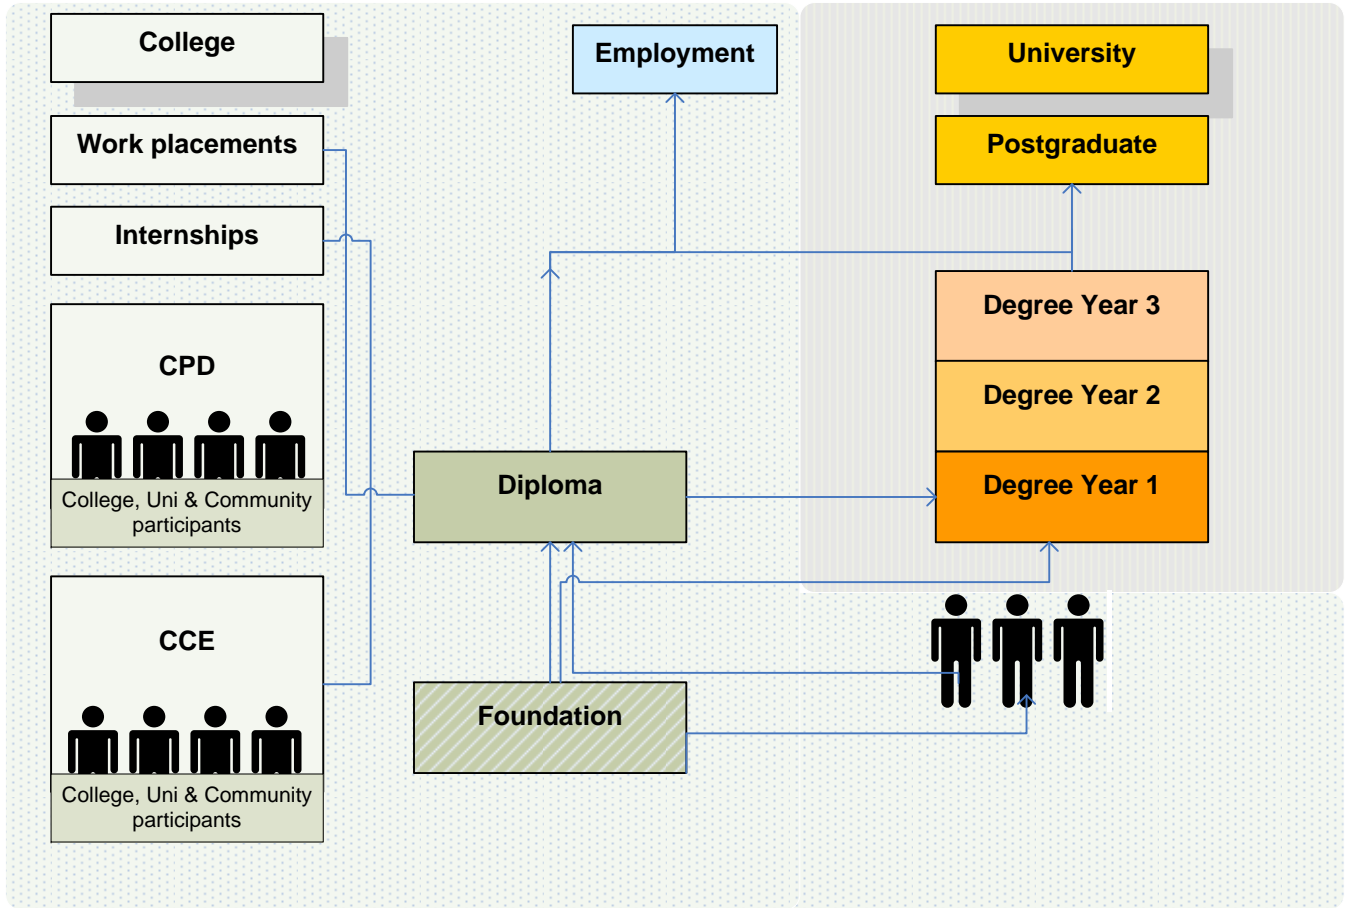 College
Employment
University
Work placements
Postgraduate
Internships
Degree Year 3
CPD
Degree Year 2
College, Uni & Community
participants
Diploma
Degree Year 1
CCE
Foundation
College, Uni & Community
participants